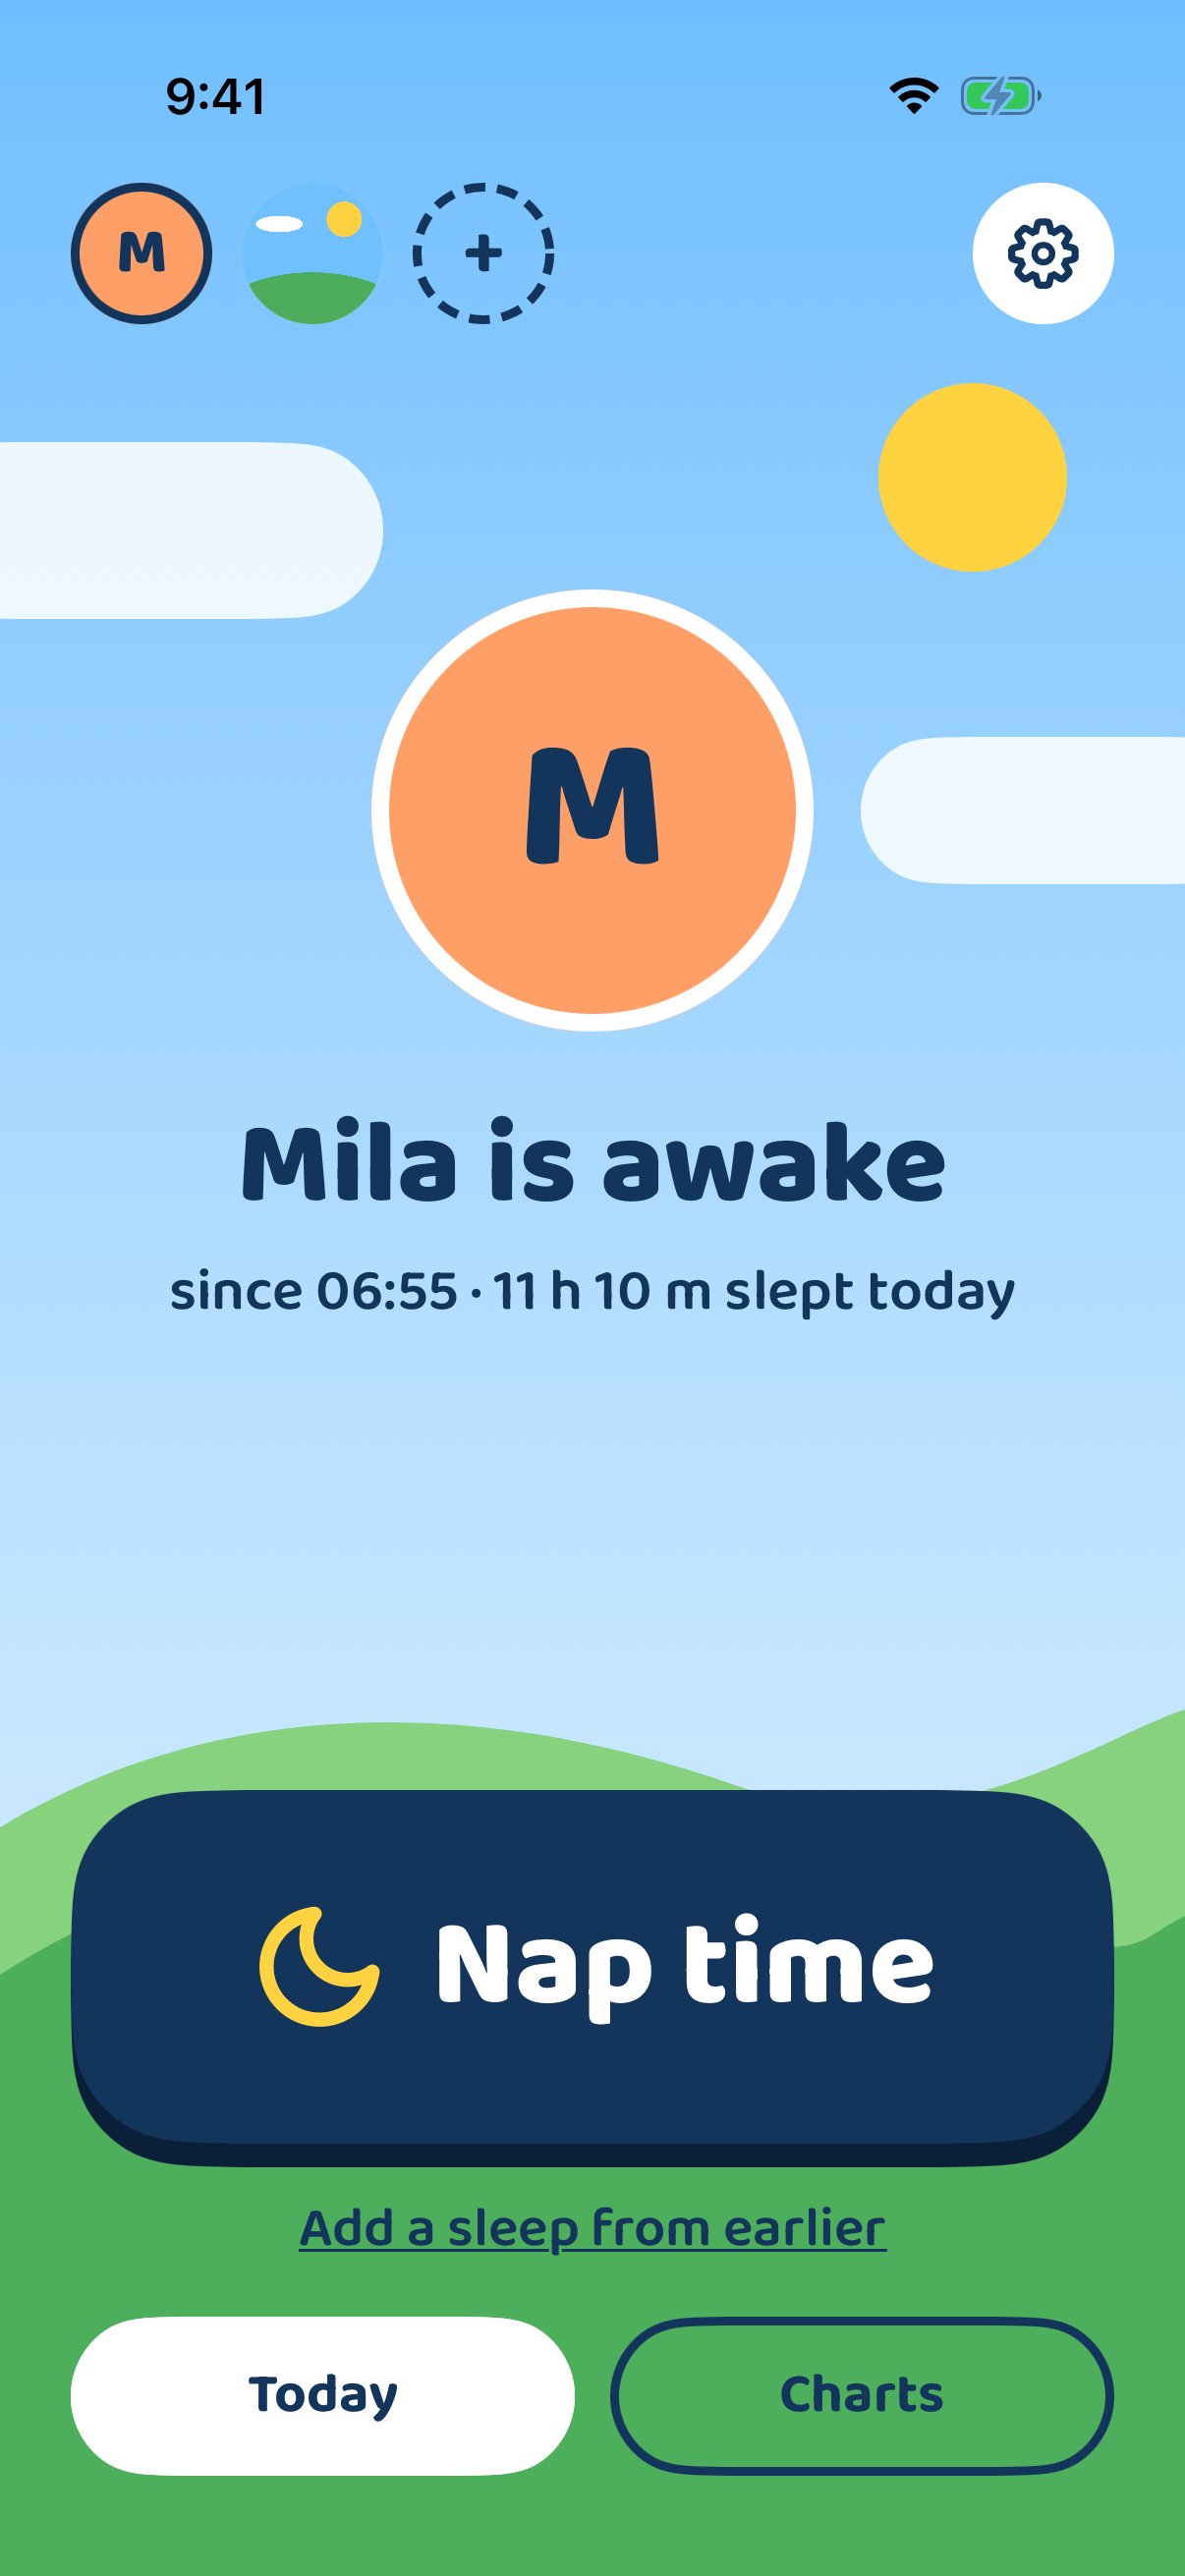 9:41
M
+
M
Mila is awake
since 06:55 · 11 h 10 m slept today
Nap time
Add a sleep from earlier
Today
Charts